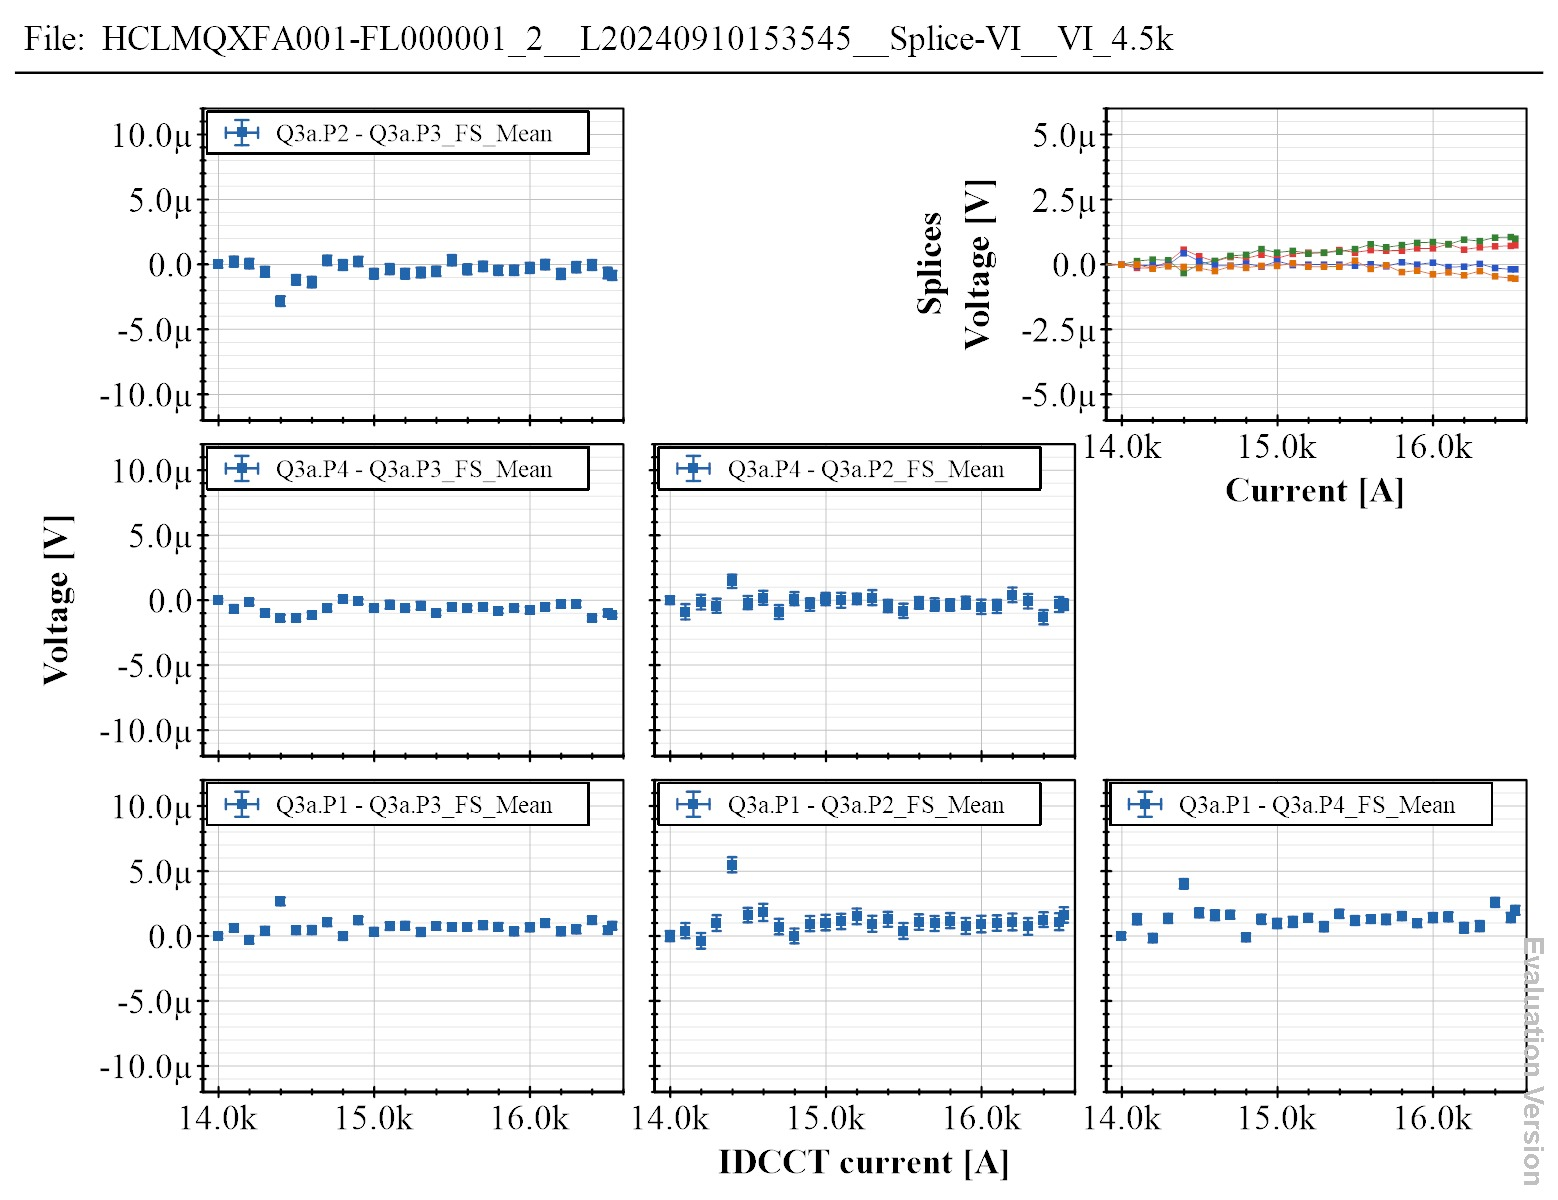 File: HCLMQXFA001-FL000001_2__L20240910153545__Splice-VI__VI_4.5k
Q3a.P2 - Q3a.P3_FS_Mean
10.0µ
5.0µ
0.0
-5.0µ
-10.0µ
Splices
Voltage [V]
5.0µ
2.5µ
0.0
-2.5µ
-5.0µ
14.0k 15.0k 16.0k
Current [A]
Voltage [V]
Q3a.P4 - Q3a.P3_FS_Mean
10.0µ
5.0µ
0.0
-5.0µ
-10.0µ
Q3a.P4 - Q3a.P2_FS_Mean
Q3a.P1 - Q3a.P3_FS_Mean
10.0µ
5.0µ
0.0
-5.0µ
-10.0µ
14.0k 15.0k 16.0k
Q3a.P1 - Q3a.P2_FS_Mean
14.0k 15.0k 16.0k
Q3a.P1 - Q3a.P4_FS_Mean
14.0k 15.0k 16.0k
IDCCT current [A]
Evaluation Version